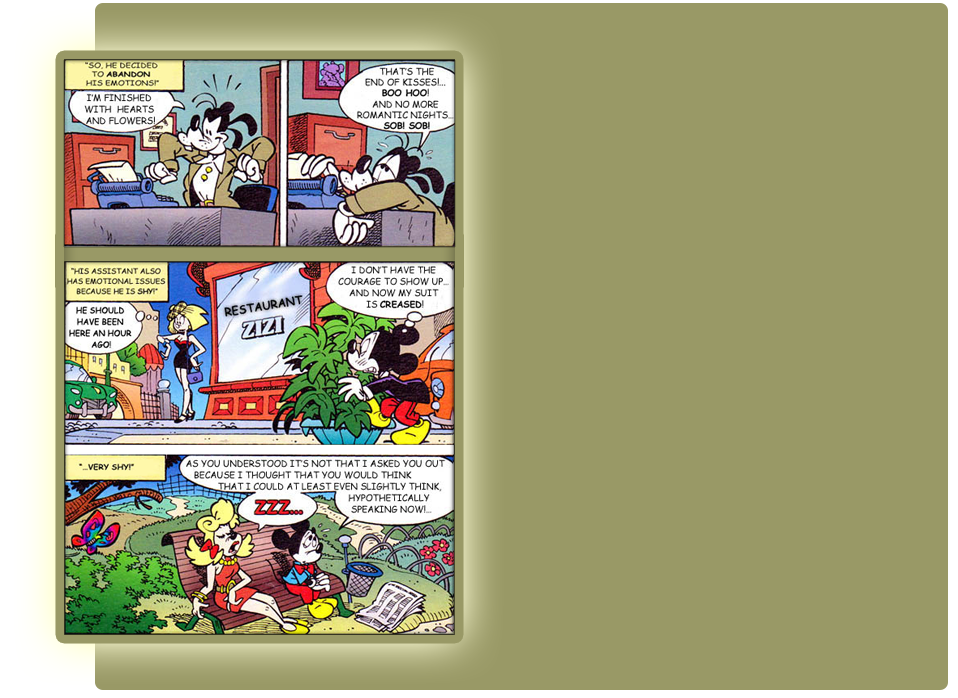 "SO, HE DECIDED
TO ABANDON
HIS EMOTIONS!"
I'M FINISHED
WITH HEARTS
AND FLOWERS!
THAT'S THE
END OF KISSES!...
BOO HOO!
AND NO MORE
ROMANTIC NIGHTS...
SOB! SOB!
"HIS ASSISTANT ALSO
HAS EMOTIONAL ISSUES
BECAUSE HE IS SHY!"
HE SHOULD
HAVE BEEN
HERE AN HOUR
AGO!
RESTAURANT
ZIZI
I DON'T HAVE THE
COURAGE TO SHOW UP...
AND NOW MY SUIT
IS CREASED!
"...VERY SHY!"
AS YOU UNDERSTOOD IT'S NOT THAT I ASKED YOU OUT
BECAUSE I THOUGHT THAT YOU WOULD THINK
THAT I COULD AT LEAST EVEN SLIGHTLY THINK,
HYPOTHETICALLY
SPEAKING NOW!...
ZZZ...